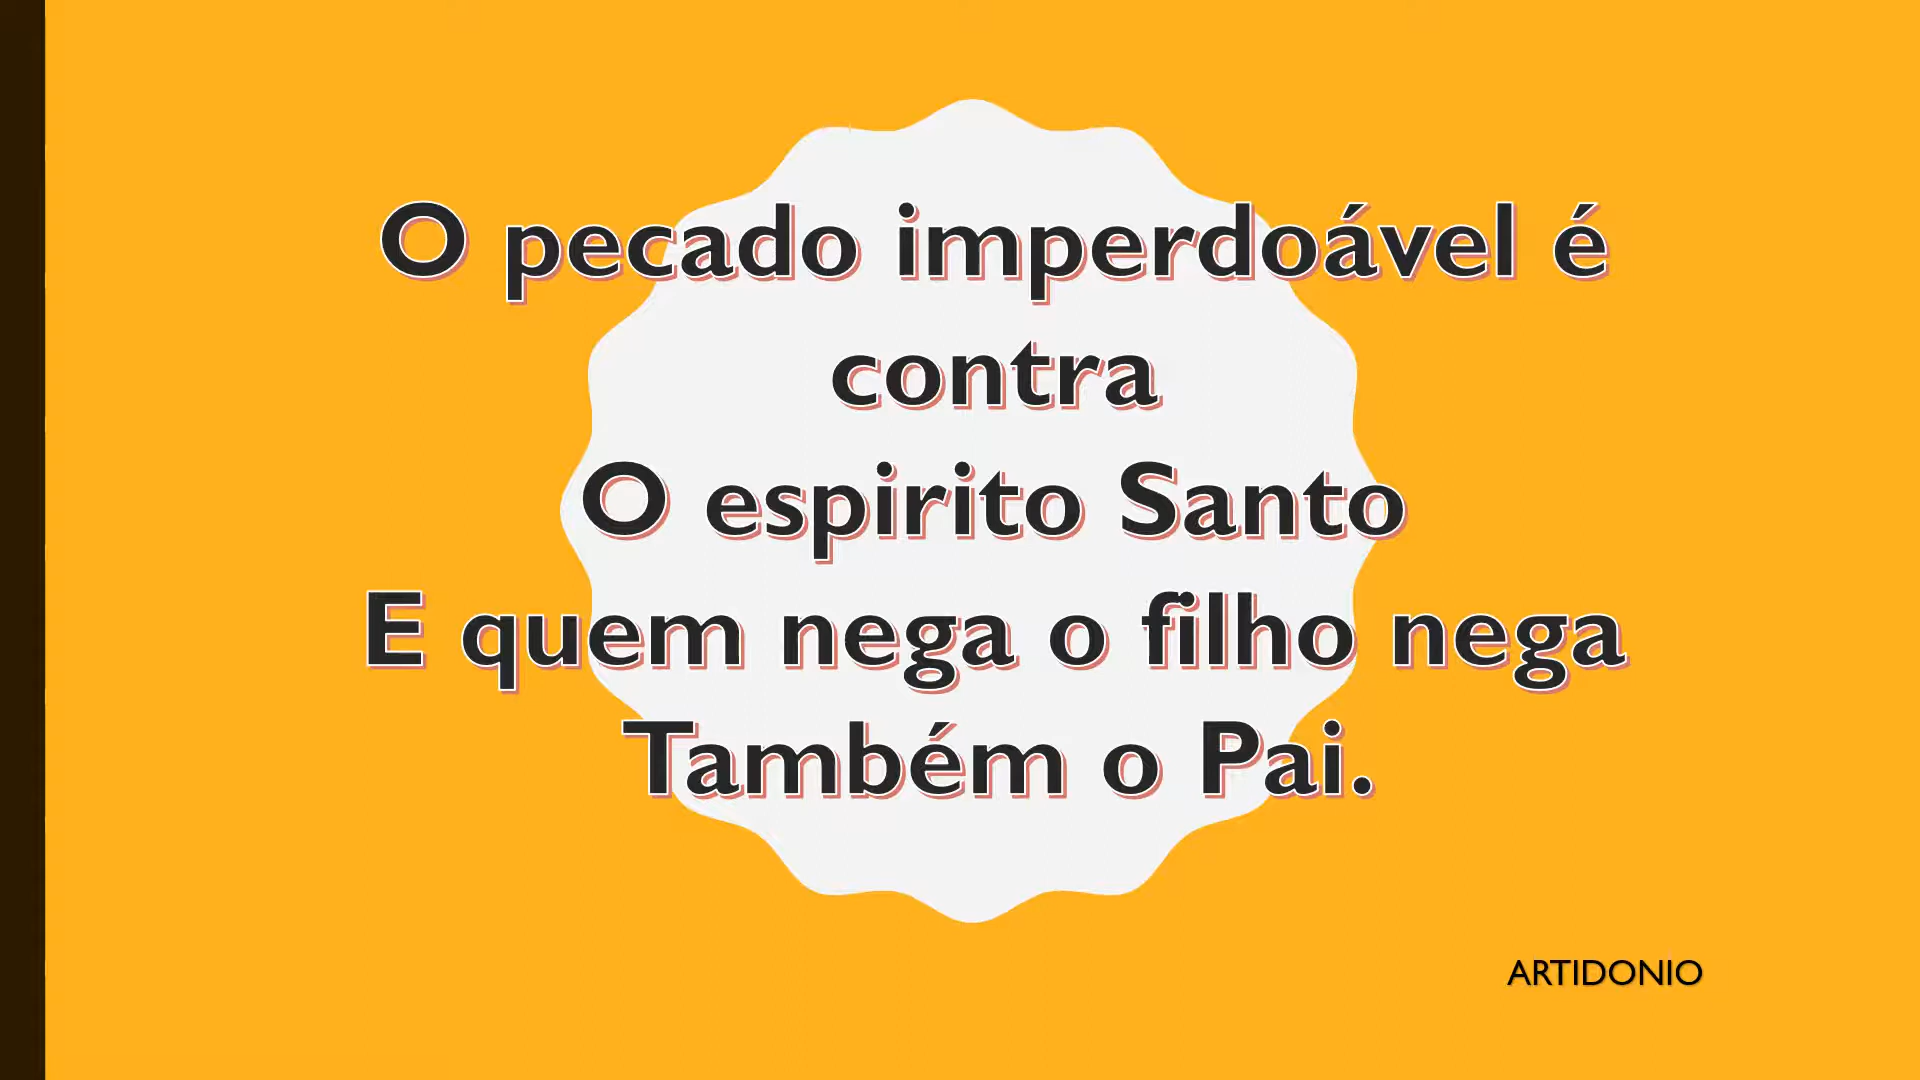 O pecado imperdoável é
contra
O espirito Santo
E quem nega o filho nega
Também o Pai.
ARTIDONIO